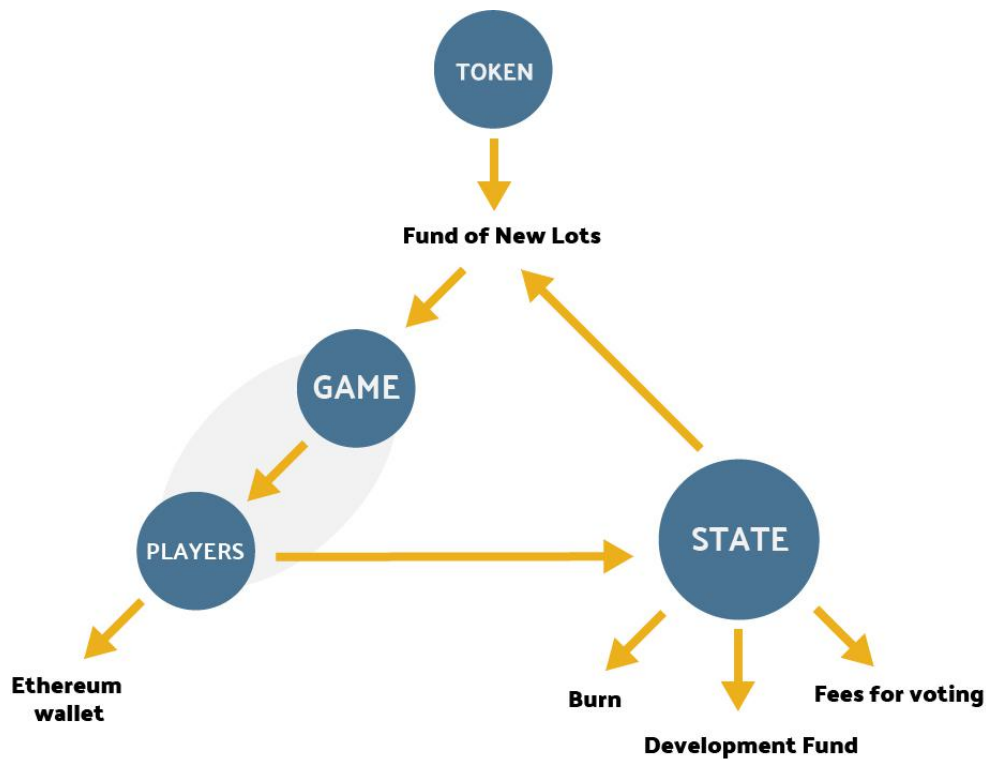 TOKEN
Fund of New Lots
GAME
PLAYERS
STATE
Ethereum
wallet
Burn
Fees for voting
Development Fund